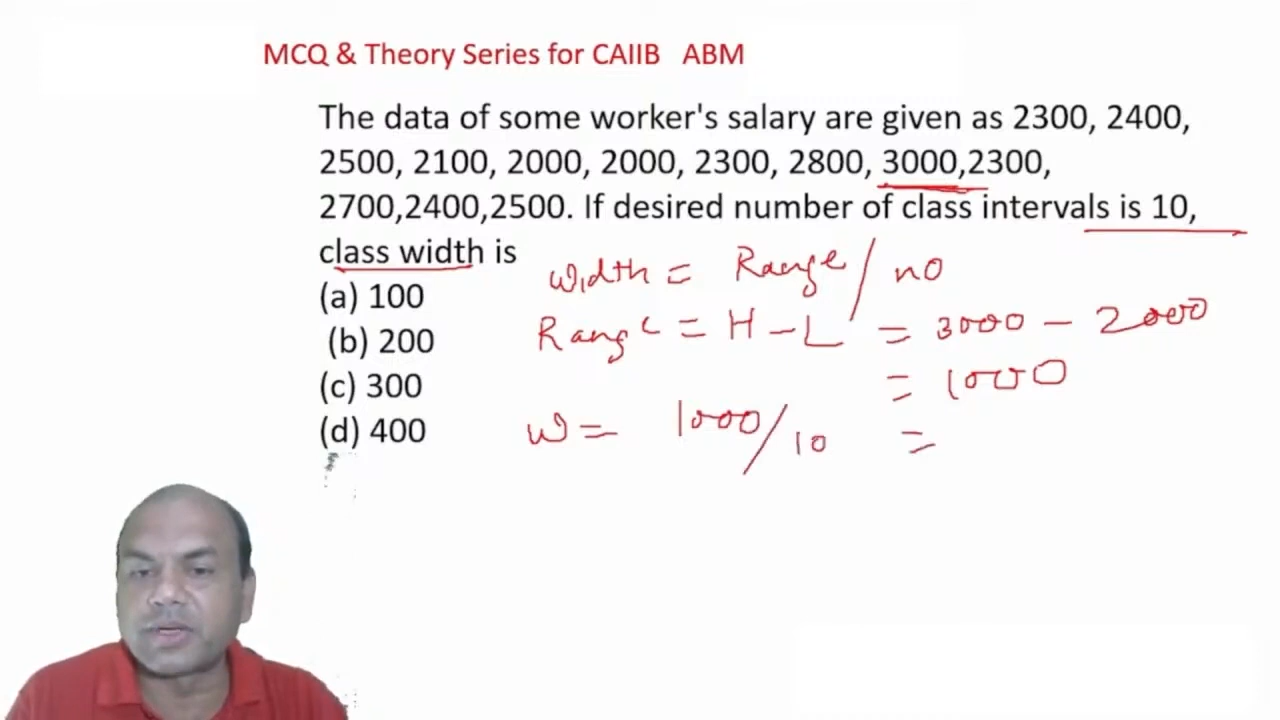 MCQ & Theory Series for CAIIB ABM
The data of some worker's salary are given as 2300, 2400,
2500, 2100, 2000, 2000, 2300, 2800, 3000,2300,
2700,2400,2500. If desired number of class intervals is 10,
class width is
width = Range / no
(a) 100
Range = H - L = 3000 - 2000
(b) 200
(c) 300
= 1000
(d) 400
W = 1000/10 =